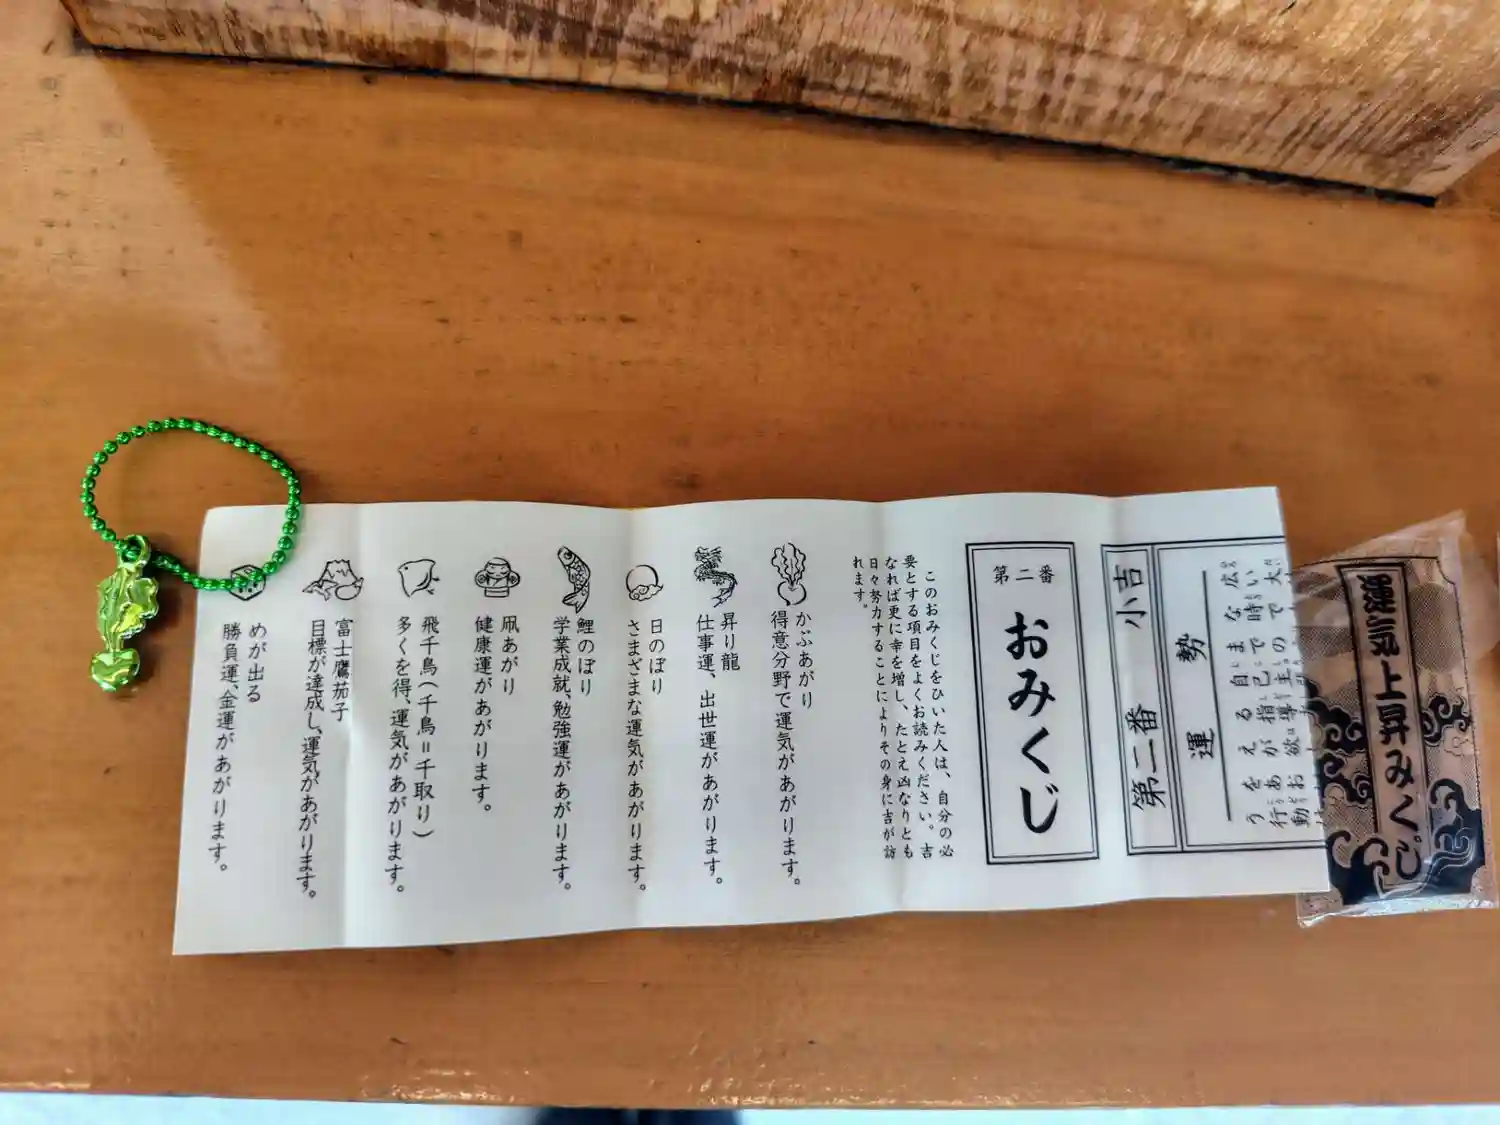 運気上昇みくじ
小吉
第二番
運勢
第二番
おみくじ
このおみくじをひいた人は、自分の必
要とする項目をよくお読みください。吉
なれば更に幸を増し、たとえ凶なりとも
日々努力することによりその身に吉が訪
れます。
かぶあがり
得意分野で運気があがります。
昇り龍
仕事運、出世運があがります。
日のぼり
さまざまな運気があがります。
鯉のぼり
学業成就、勉強運があがります。
凧あがり
健康運があがります。
飛千鳥(千鳥=千取り)
多くを得、運気があがります。
富士鷹茄子
目標が達成し、運気があがります。
めが出る
勝負運、金運があがります。